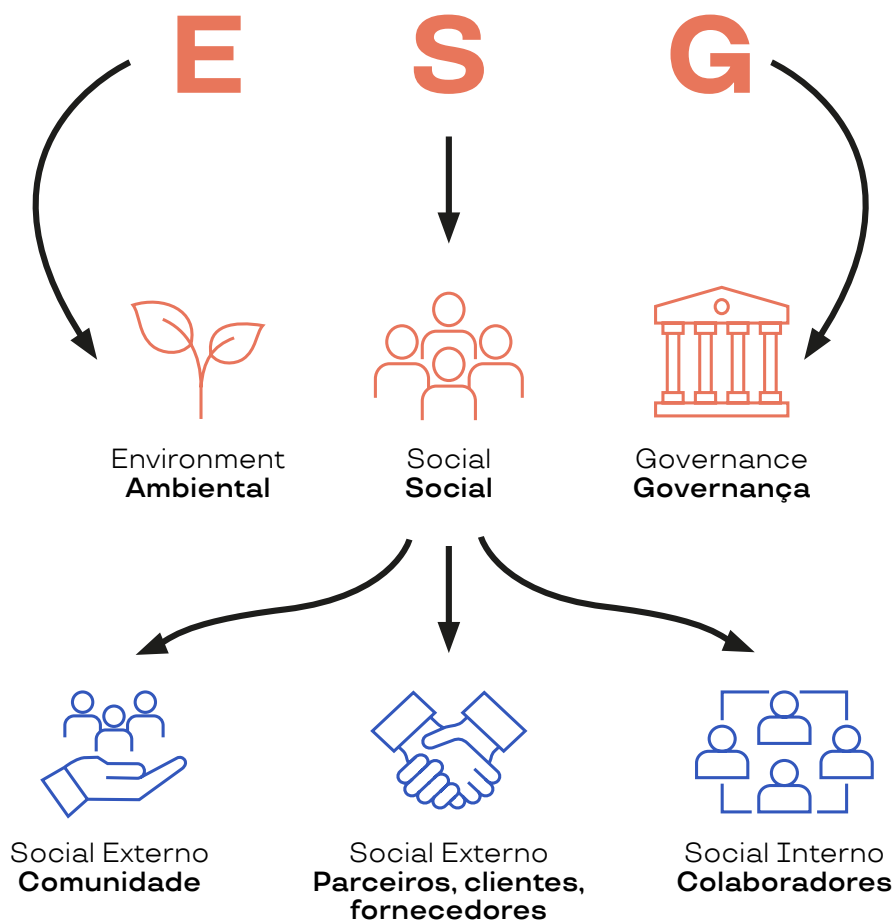 E S G
Environment
Ambiental
Social
Social
Governance
Governança
Social Externo
Comunidade
Social Externo
Parceiros, clientes,
fornecedores
Social Interno
Colaboradores